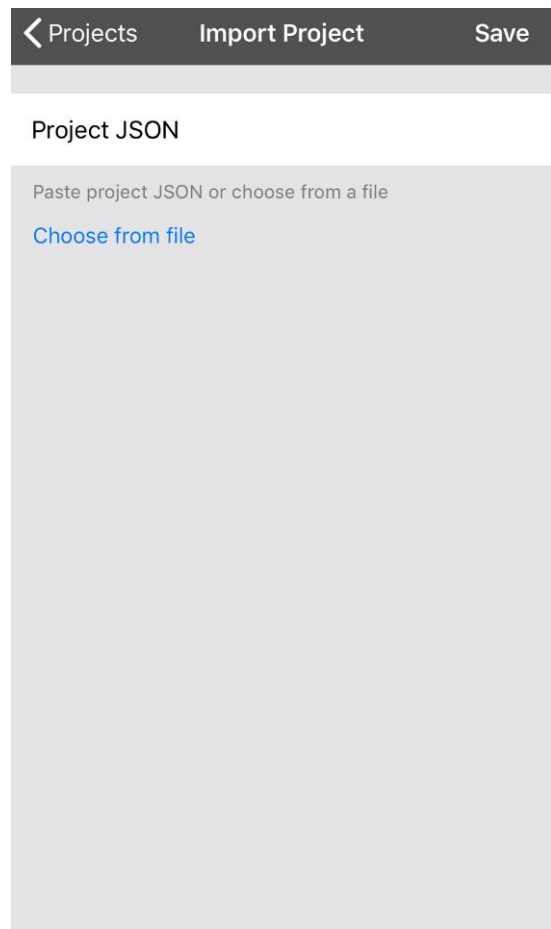 Projects Import Project Save
Project JSON
Paste project JSON or choose from a file
Choose from file